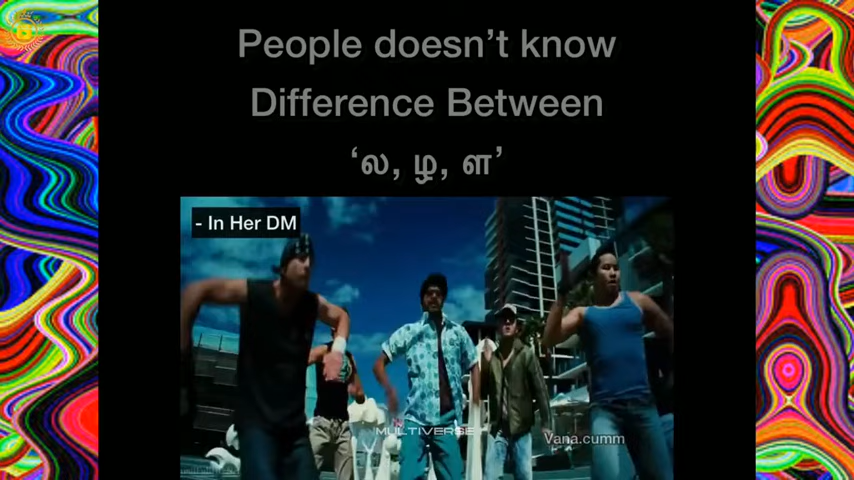 People doesn’t know
Difference Between
‘ல, ழ, ள’
- In Her DM
MULTIVERSE
Vana.cumm